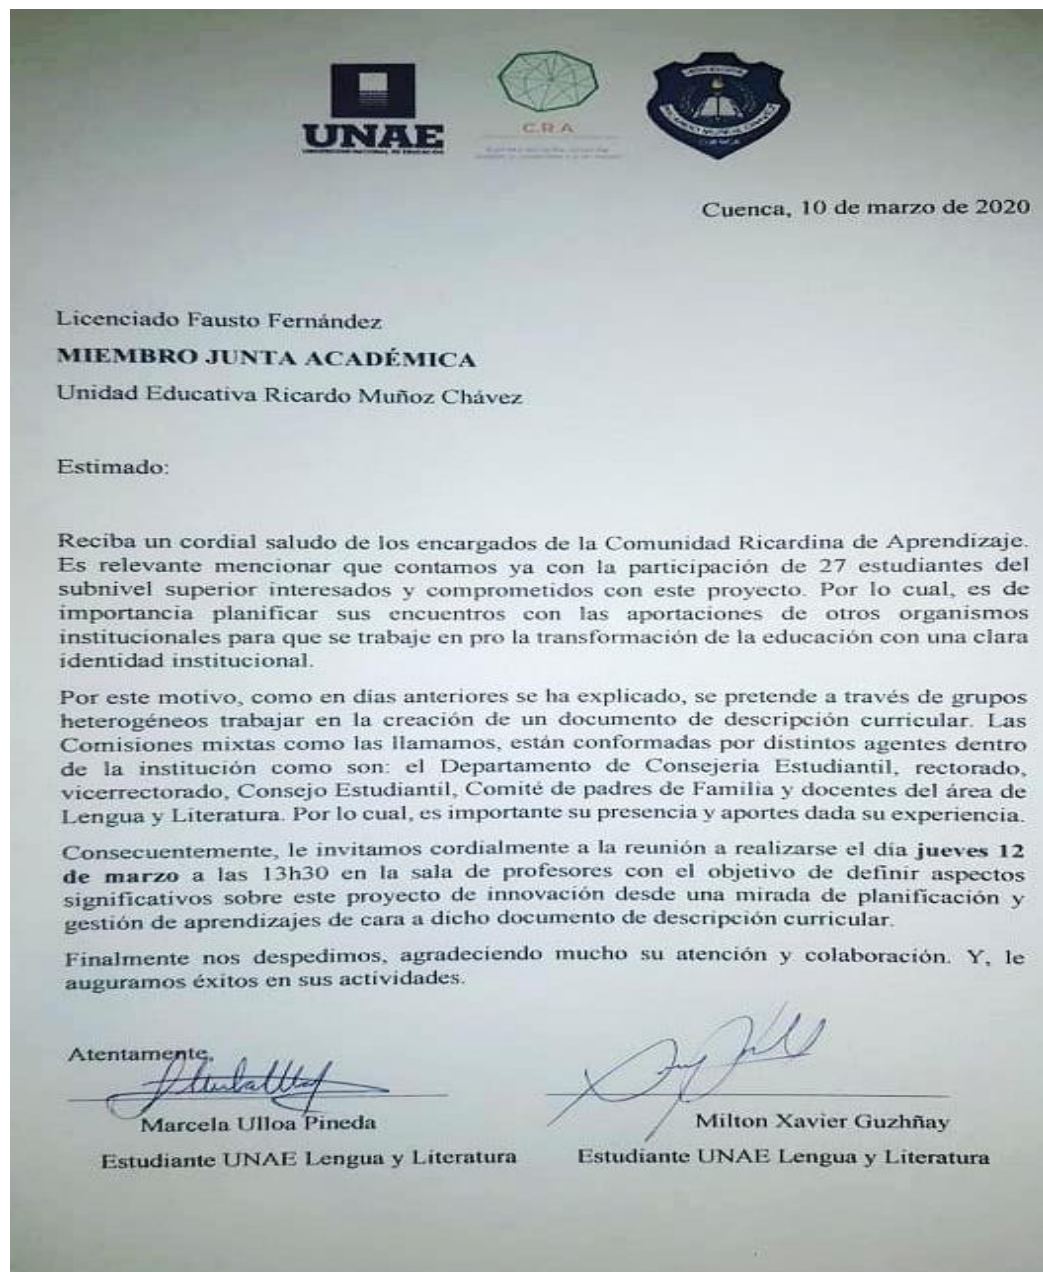 UNAE
UNIVERSIDAD NACIONAL DE EDUCACIÓN
C.R.A
RICARDO MUÑOZ CHÁVEZ
CUENCA
Cuenca, 10 de marzo de 2020
Licenciado Fausto Fernández
MIEMBRO JUNTA ACADÉMICA
Unidad Educativa Ricardo Muñoz Chávez
Estimado:
Reciba un cordial saludo de los encargados de la Comunidad Ricardina de Aprendizaje.
Es relevante mencionar que contamos ya con la participación de 27 estudiantes del
subnivel superior interesados y comprometidos con este proyecto. Por lo cual, es de
importancia planificar sus encuentros con las aportaciones de otros organismos
institucionales para que se trabaje en pro la transformación de la educación con una clara
identidad institucional.
Por este motivo, como en días anteriores se ha explicado, se pretende a través de grupos
heterogéneos trabajar en la creación de un documento de descripción curricular. Las
Comisiones mixtas como las llamamos, están conformadas por distintos agentes dentro
de la institución como son: el Departamento de Consejería Estudiantil, rectorado,
vicerrectorado, Consejo Estudiantil, Comité de padres de Familia y docentes del área de
Lengua y Literatura. Por lo cual, es importante su presencia y aportes dada su experiencia.
Consecuentemente, le invitamos cordialmente a la reunión a realizarse el día jueves 12
de marzo a las 13h30 en la sala de profesores con el objetivo de definir aspectos
significativos sobre este proyecto de innovación desde una mirada de planificación y
gestión de aprendizajes de cara a dicho documento de descripción curricular.
Finalmente nos despedimos, agradeciendo mucho su atención y colaboración. Y, le
auguramos éxitos en sus actividades.
Atentamente,
Marcela Ulloa Pineda
Milton Xavier Guzhñay
Estudiante UNAE Lengua y Literatura
Estudiante UNAE Lengua y Literatura